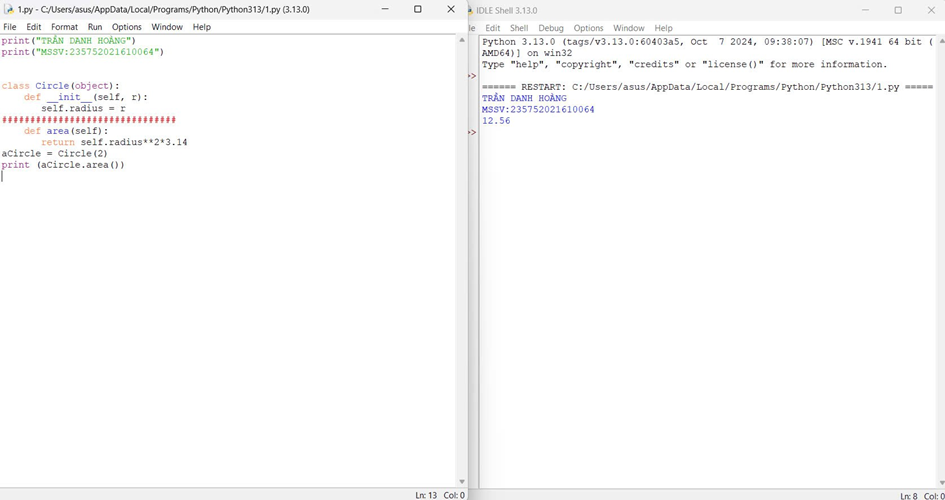 1.py - C:/Users/asus/AppData/Local/Programs/Python/Python313/1.py (3.13.0)
File Edit Format Run Options Window Help
print("TRẦN DANH HOÀNG")
print("MSSV:235752021610064")
class Circle(object):
    def __init__(self, r):
       self.radius = r
###############################
    def area(self):
       return self.radius**2*3.14
aCircle = Circle(2)
print (aCircle.area())
Ln: 13 Col: 0
IDLE Shell 3.13.0
le Edit Shell Debug Options Window Help
Python 3.13.0 (tags/v3.13.0:60403a5, Oct  7 2024, 09:38:07) [MSC v.1941 64 bit (
AMD64)] on win32
Type "help", "copyright", "credits" or "license()" for more information.
>>
====== RESTART: C:/Users/asus/AppData/Local/Programs/Python/Python313/1.py =====
TRẦN DANH HOÀNG
MSSV:235752021610064
12.56
>>
Ln: 8 Col: 0